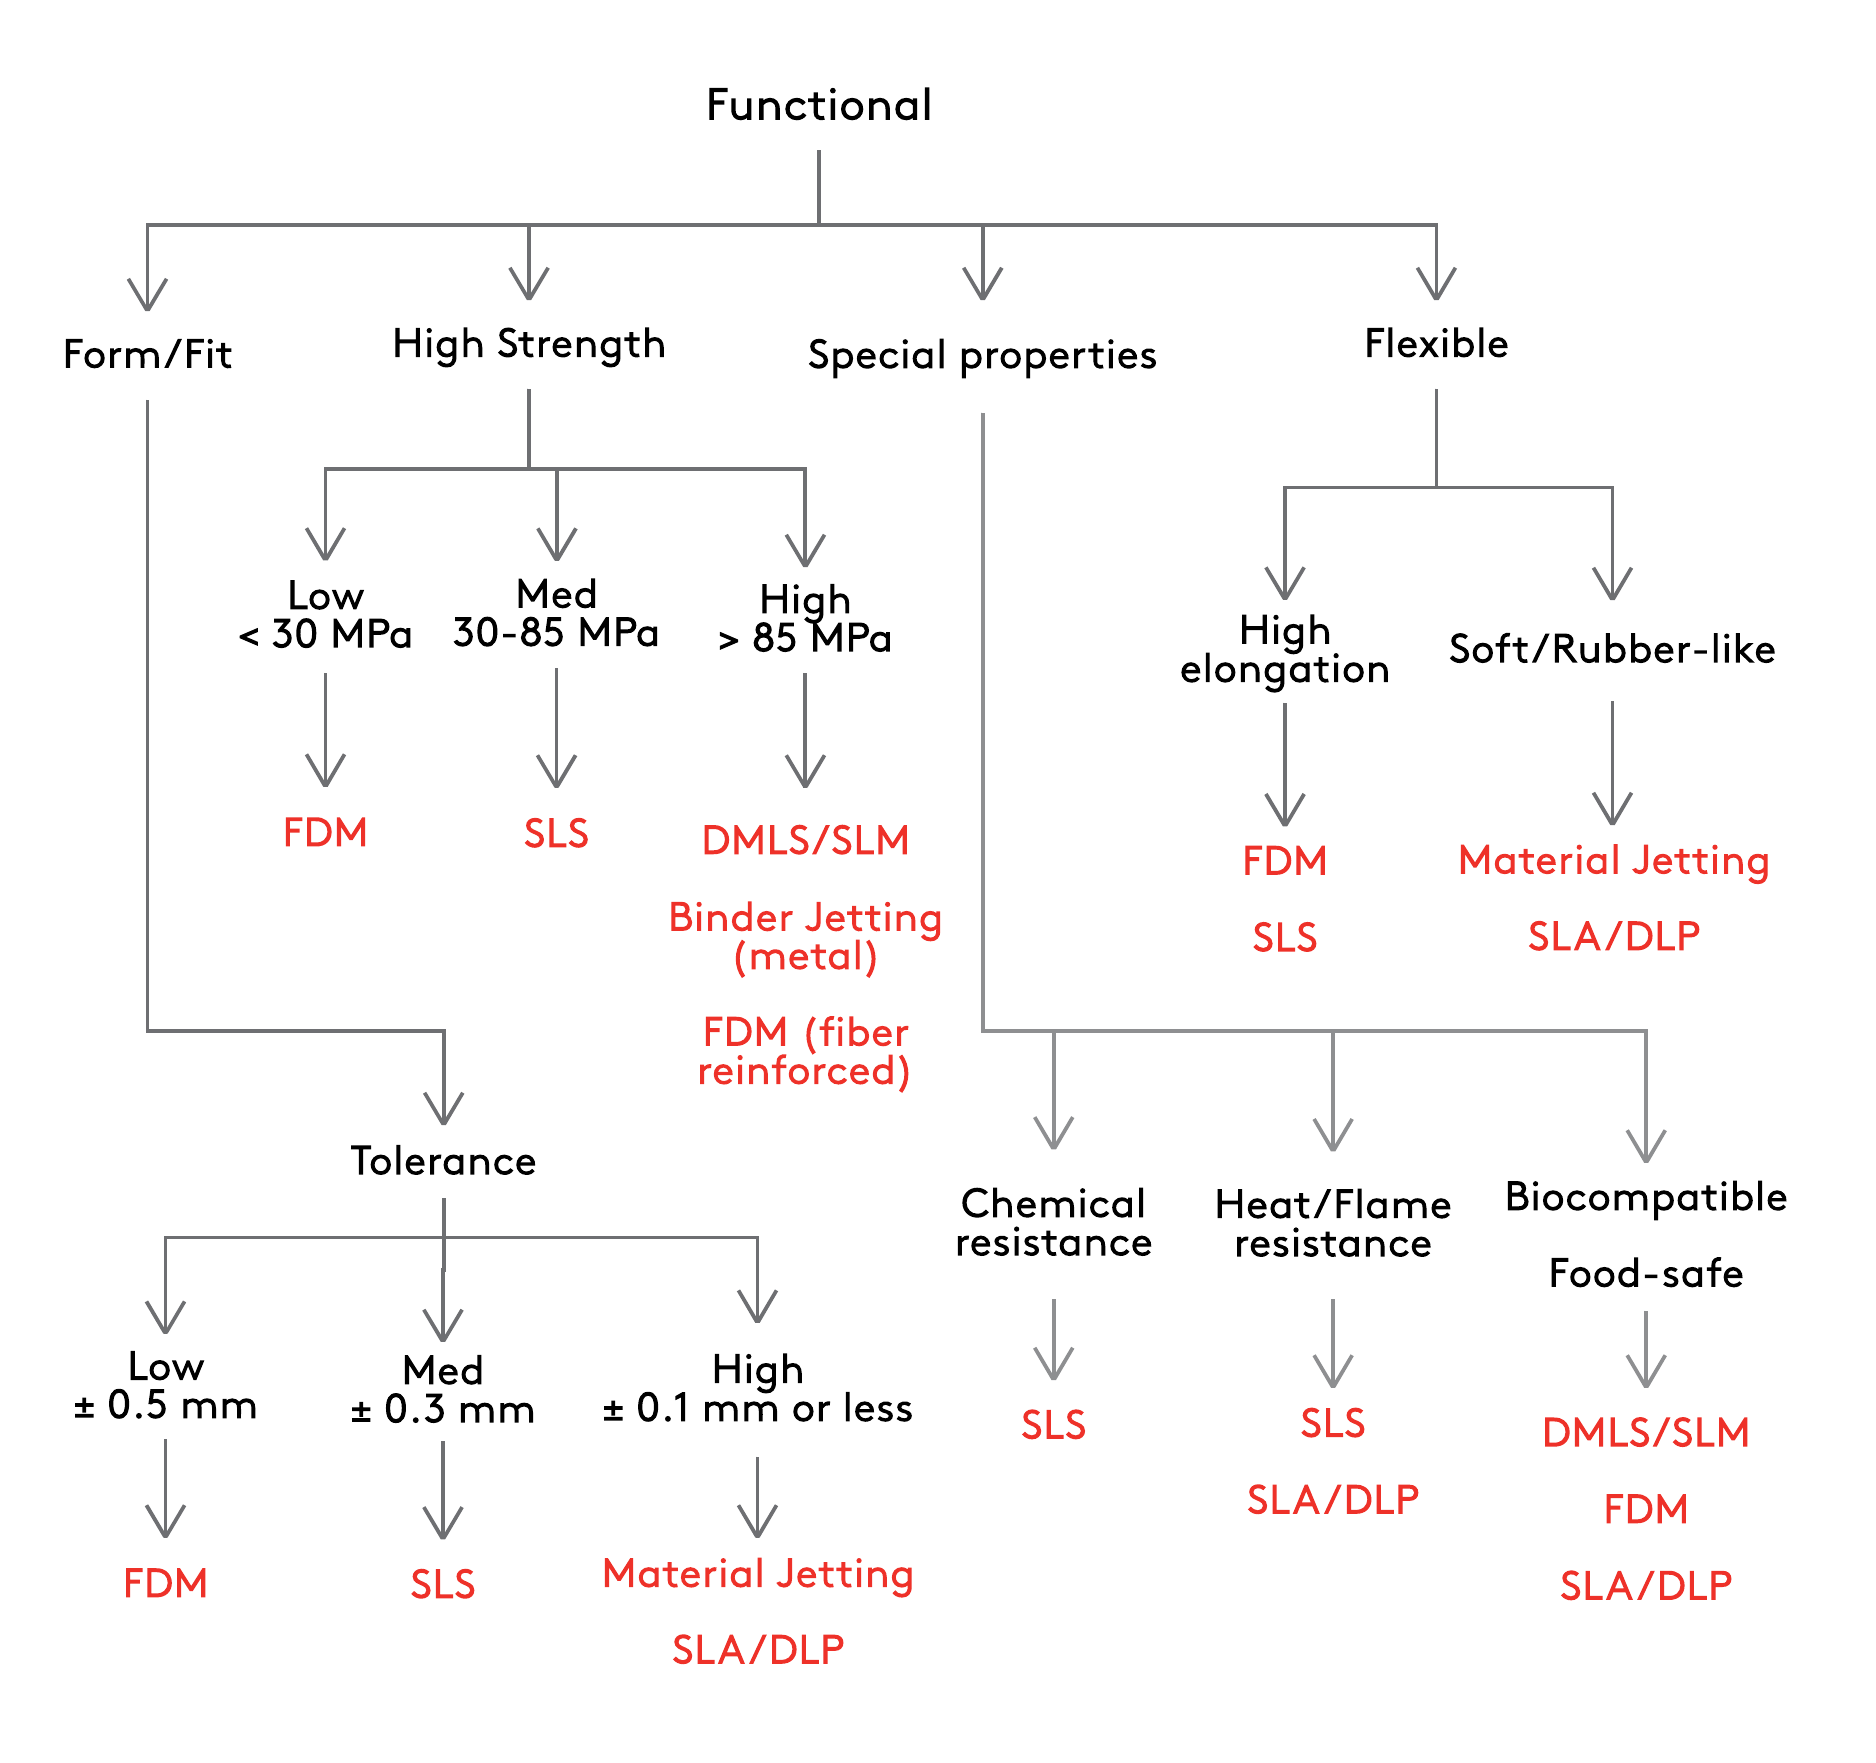 Functional
Form/Fit
High Strength
Special properties
Flexible
Low
< 30 MPa
Med
30-85 MPa
High
> 85 MPa
High
elongation
Soft/Rubber-like
FDM
SLS
DMLS/SLM
Binder Jetting
(metal)
FDM (fiber
reinforced)
FDM
SLS
Material Jetting
SLA/DLP
Tolerance
Low
± 0.5 mm
Med
± 0.3 mm
High
± 0.1 mm or less
FDM
SLS
Material Jetting
SLA/DLP
Chemical
resistance
Heat/Flame
resistance
Biocompatible
Food-safe
SLS
SLS
SLA/DLP
DMLS/SLM
FDM
SLA/DLP